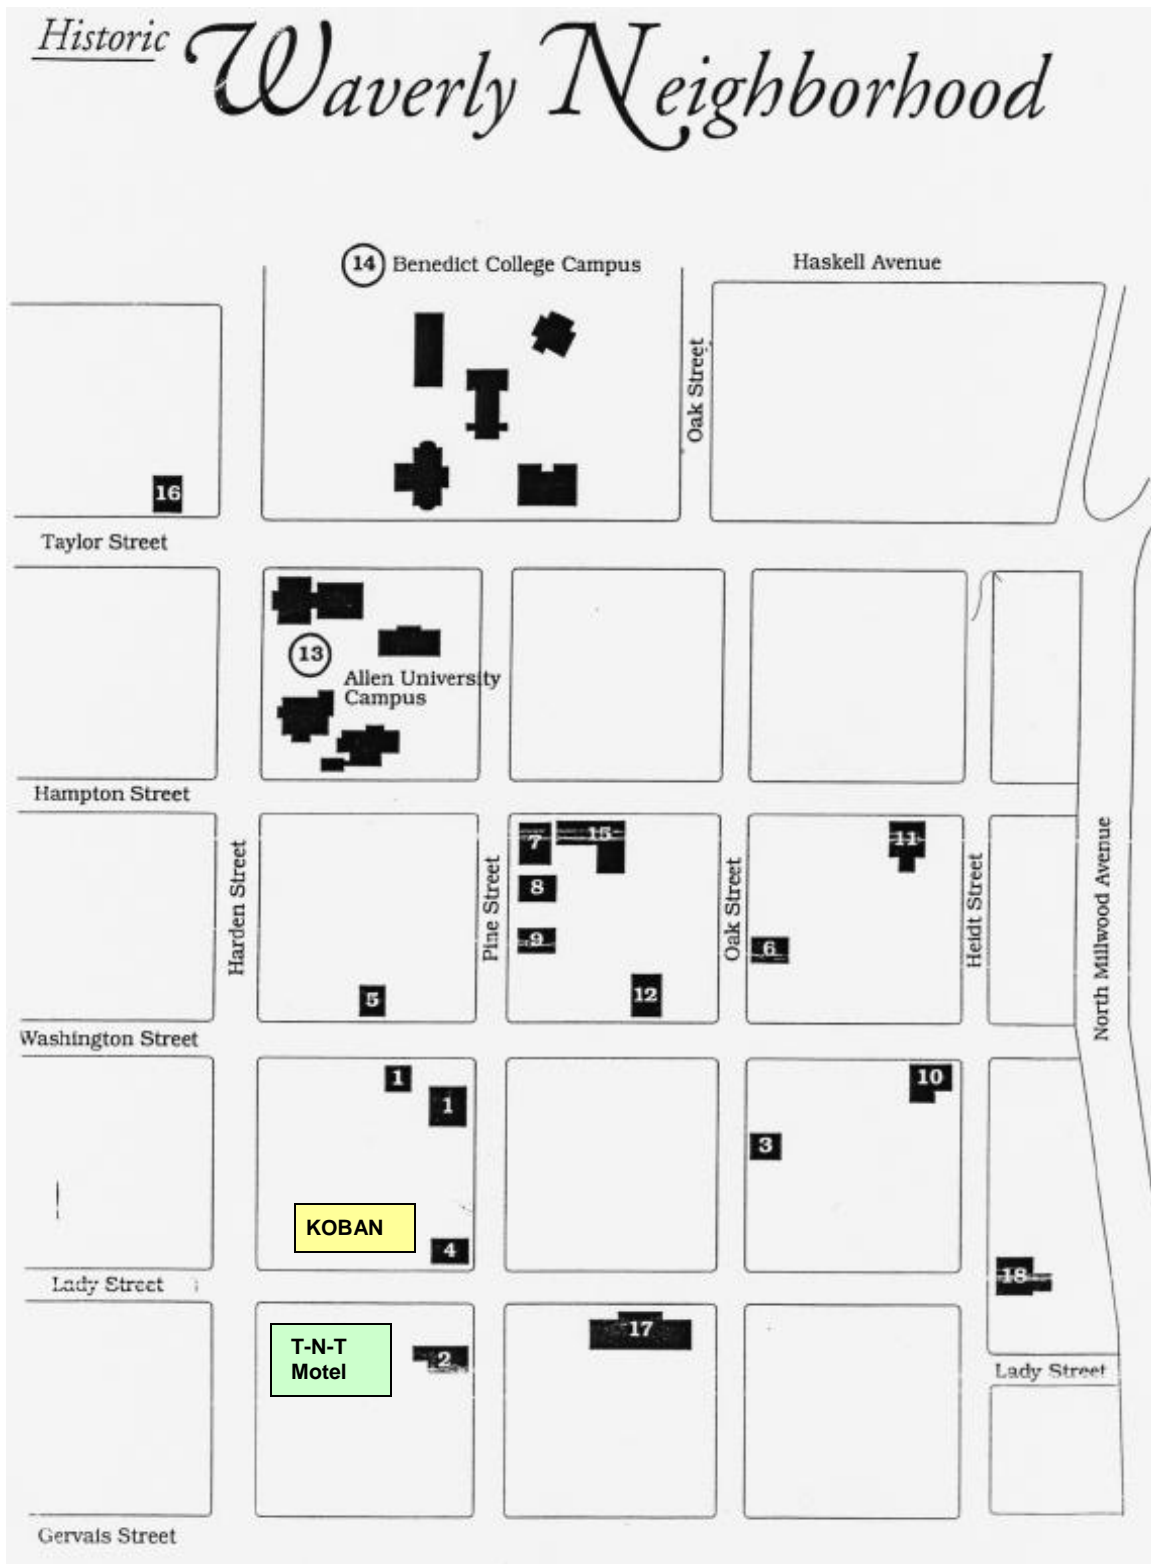 Historic
Waverly Neighborhood
14 Benedict College Campus
Haskell Avenue
Oak Street
16
Taylor Street
13
Allen University
Campus
Hampton Street
Harden Street
Pine Street
7
15
8
9
12
5
Oak Street
6
11
Heidt Street
North Millwood Avenue
Washington Street
1
1
10
3
KOBAN
4
18
Lady Street
T-N-T
Motel
2
17
Lady Street
Gervais Street